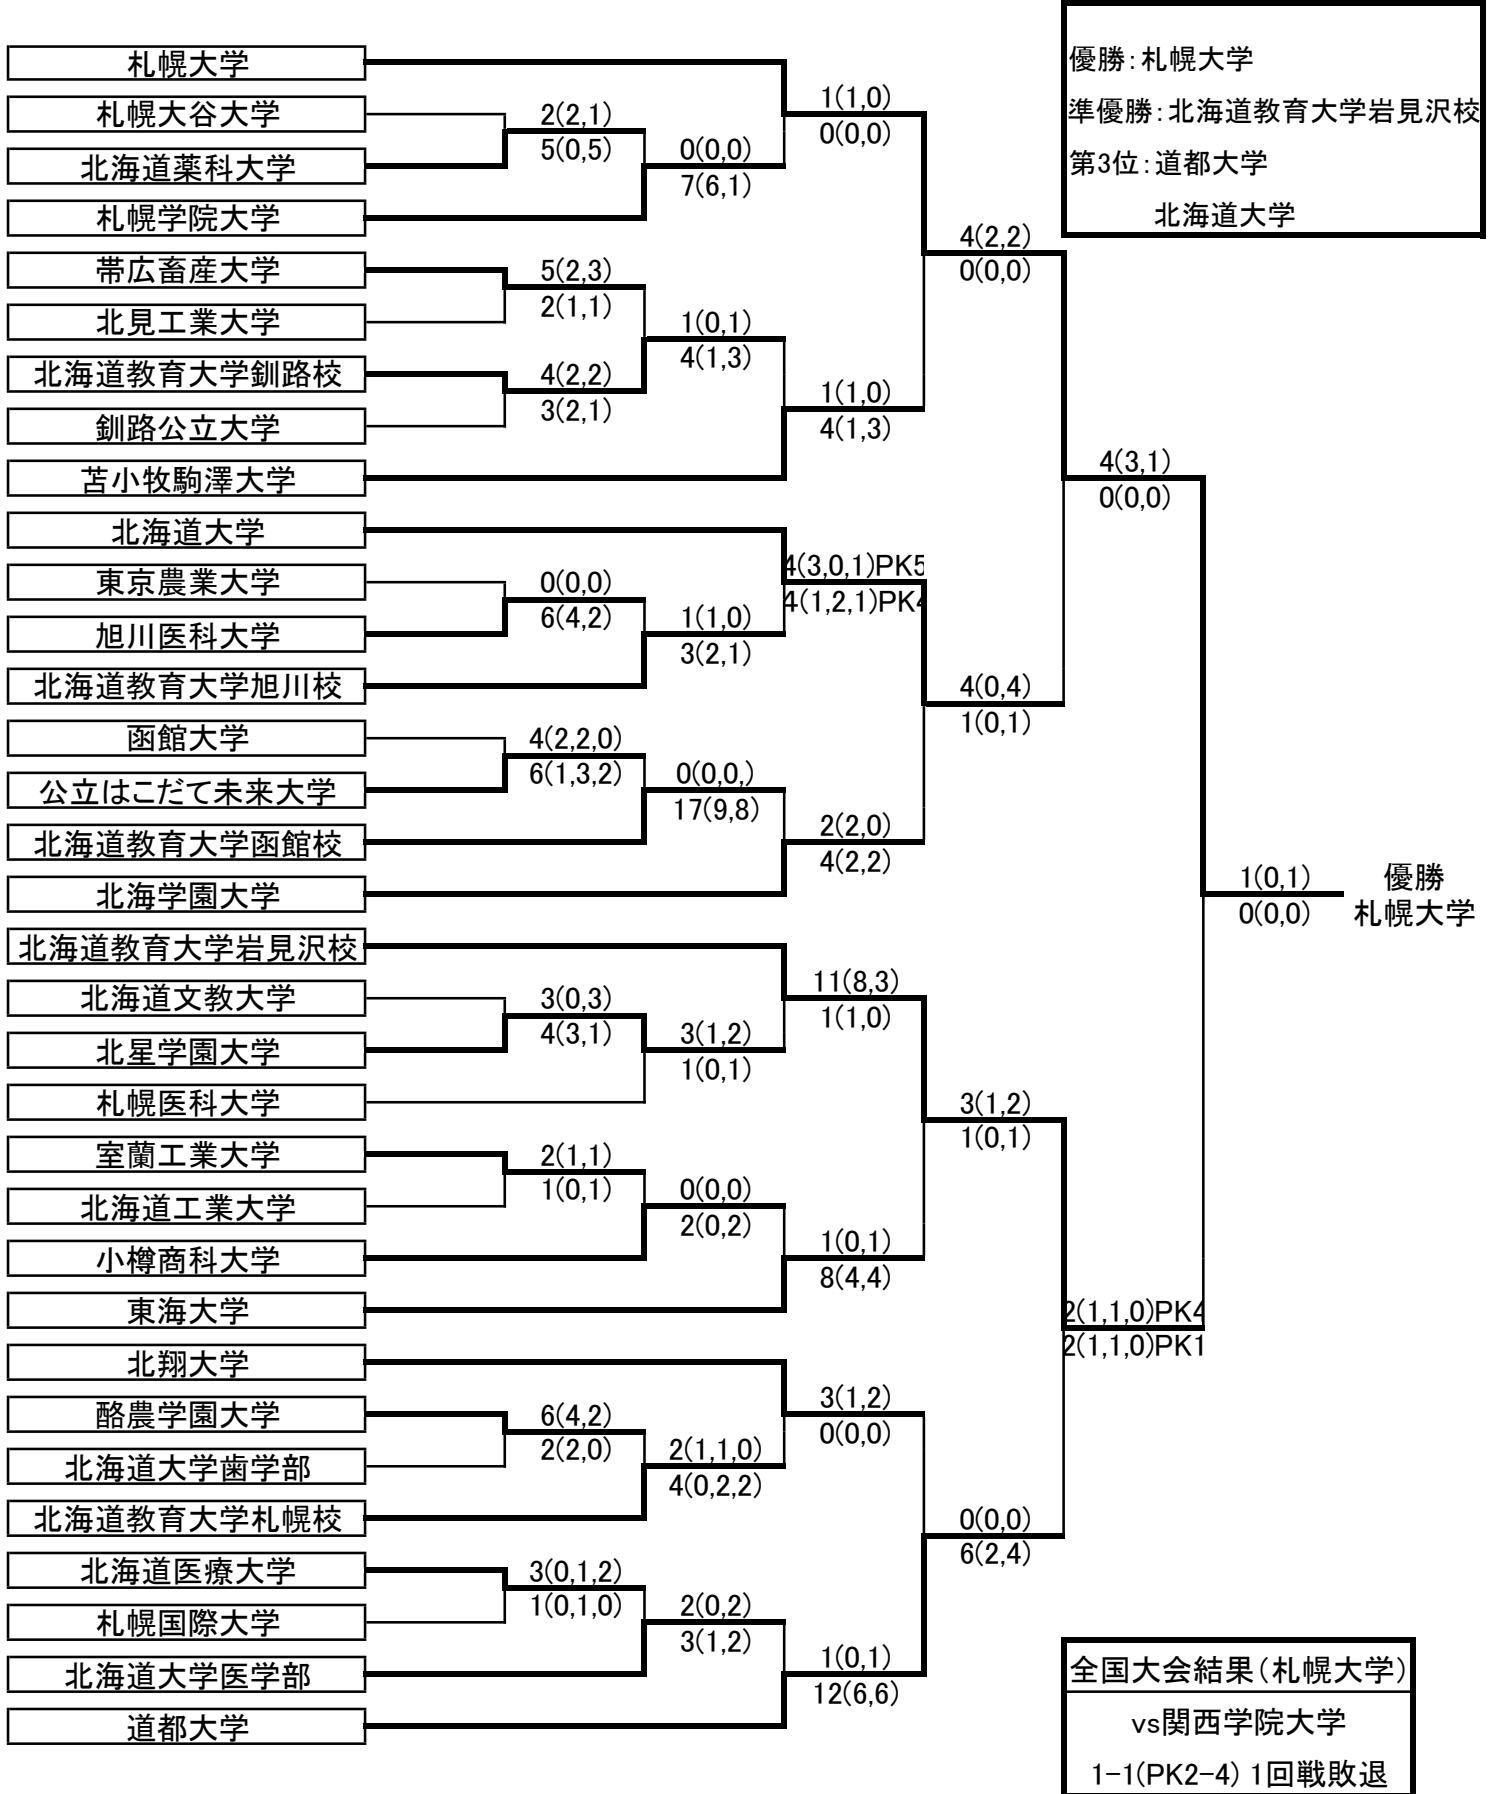 優勝：札幌大学
準優勝：北海道教育大学岩見沢校
第3位：道都大学
北海道大学
札幌大学
札幌大谷大学
北海道薬科大学
札幌学院大学
帯広畜産大学
北見工業大学
北海道教育大学釧路校
釧路公立大学
苫小牧駒澤大学
北海道大学
東京農業大学
旭川医科大学
北海道教育大学旭川校
函館大学
公立はこだて未来大学
北海道教育大学函館校
北海学園大学
北海道教育大学岩見沢校
北海道文教大学
北星学園大学
札幌医科大学
室蘭工業大学
北海道工業大学
小樽商科大学
東海大学
北翔大学
酪農学園大学
北海道大学歯学部
北海道教育大学札幌校
北海道医療大学
札幌国際大学
北海道大学医学部
道都大学
2(2,1)
5(0,5)
5(2,3)
2(1,1)
4(2,2)
3(2,1)
0(0,0)
6(4,2)
4(2,2,0)
6(1,3,2)
3(0,3)
4(3,1)
2(1,1)
1(0,1)
6(4,2)
2(2,0)
3(0,1,2)
1(0,1,0)
0(0,0)
7(6,1)
1(0,1)
4(1,3)
1(1,0)
3(2,1)
0(0,0,)
17(9,8)
3(1,2)
1(0,1)
0(0,0)
2(0,2)
2(1,1,0)
4(0,2,2)
2(0,2)
3(1,2)
1(1,0)
0(0,0)
1(1,0)
4(1,3)
4(3,0,1)PK5
4(1,2,1)PK4
2(2,0)
4(2,2)
11(8,3)
1(1,0)
1(0,1)
8(4,4)
3(1,2)
0(0,0)
1(0,1)
12(6,6)
4(2,2)
0(0,0)
4(0,4)
1(0,1)
3(1,2)
1(0,1)
0(0,0)
6(2,4)
4(3,1)
0(0,0)
2(1,1,0)PK4
2(1,1,0)PK1
1(0,1)
0(0,0)
優勝
札幌大学
全国大会結果（札幌大学）
vs関西学院大学
1-1(PK2-4) 1回戦敗退